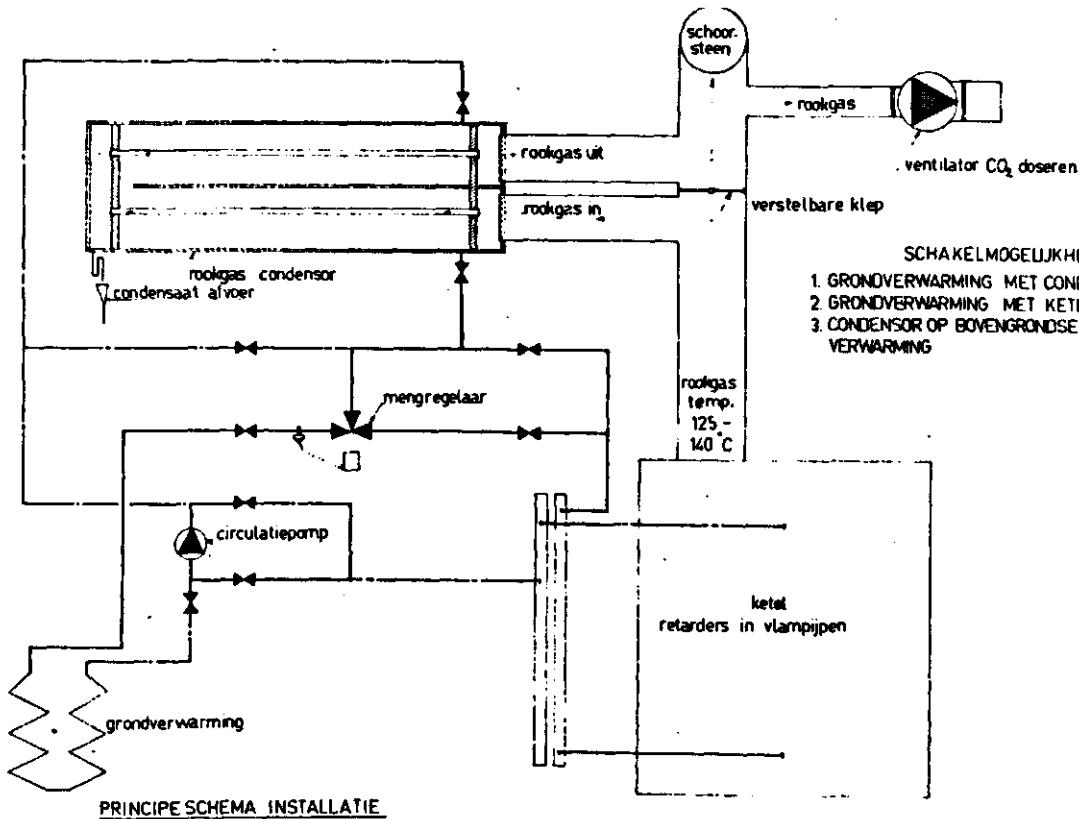 schoor-
steen
rookgas
ventilator CO₂ doseren
rookgas uit
rookgas in
verstelbare klep
rookgas condensor
condensaat afvoer
SCHAKELMOGELIJKHE
1. GRONDVERWARMING MET COND
2. GRONDVERWARMING MET KETE
3. CONDENSOR OP BOVENGRONDSE
VERWARMING
rookgas
temp.
125 -
140°C
mengregelaar
circulatiepomp
ketel
retarders in vlampijpen
grondverwarming
PRINCIPE SCHEMA INSTALLATIE